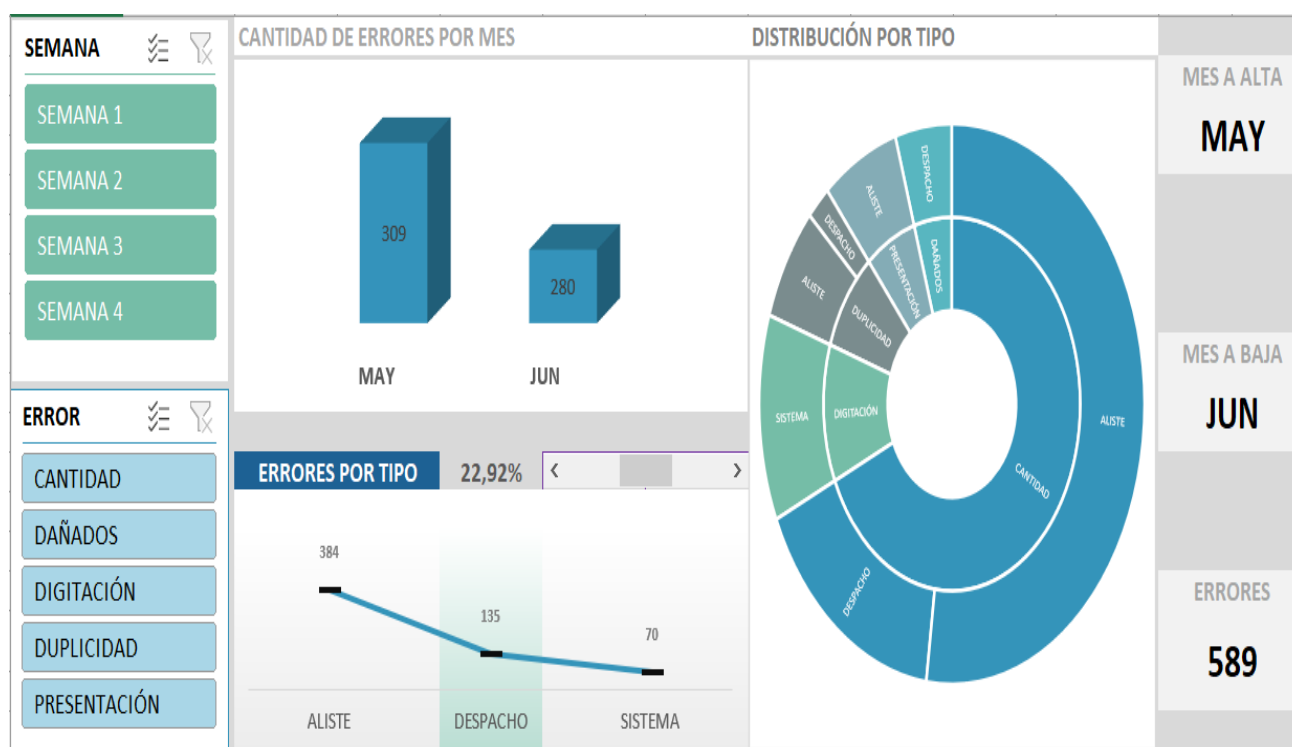 SEMANA
SEMANA 1
SEMANA 2
SEMANA 3
SEMANA 4
ERROR
CANTIDAD
DAÑADOS
DIGITACIÓN
DUPLICIDAD
PRESENTACIÓN
CANTIDAD DE ERRORES POR MES
309
280
MAY
JUN
ERRORES POR TIPO
22,92%
384
135
70
ALISTE
DESPACHO
SISTEMA
DISTRIBUCIÓN POR TIPO
DESPACHO
ALISTE
DESPACHO
ALISTE
SISTEMA
DESPACHO
ALISTE
DAÑADOS
PRESENTACIÓN
DUPLICIDAD
DIGITACIÓN
CANTIDAD
MES A ALTA
MAY
MES A BAJA
JUN
ERRORES
589